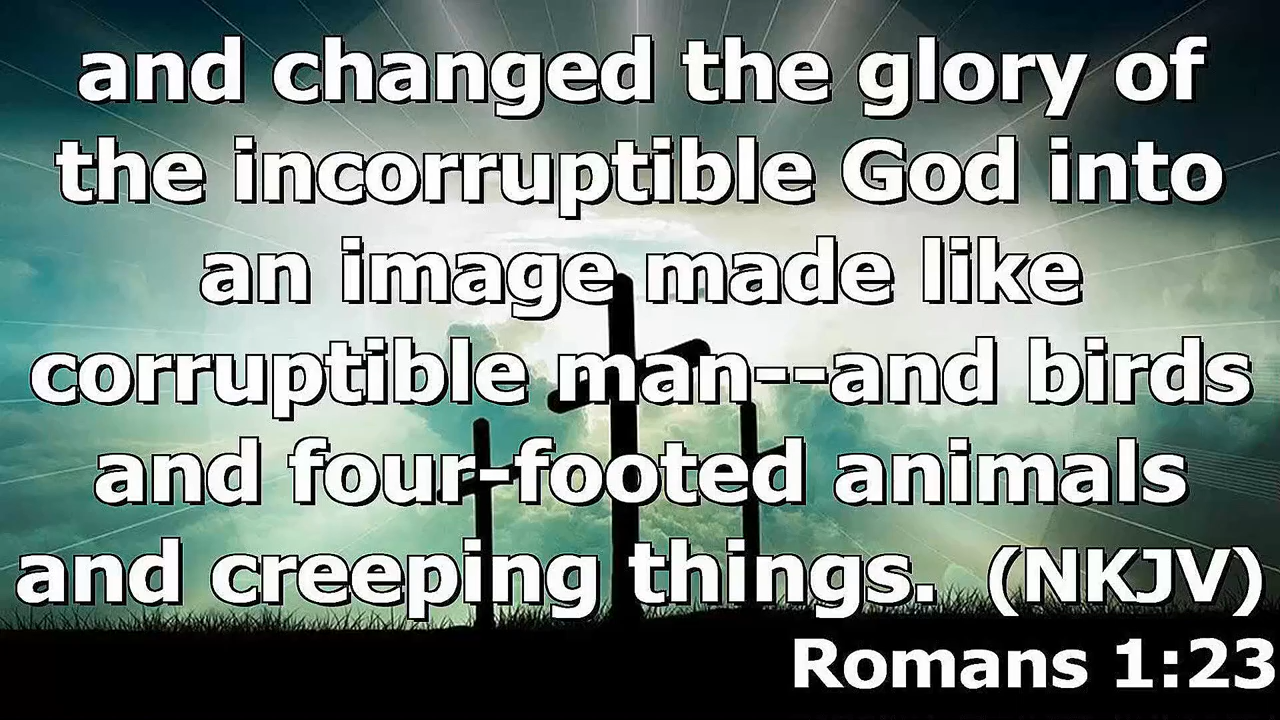 and changed the glory of
the incorruptible God into
an image made like
corruptible man--and birds
and four-footed animals
and creeping things. (NKJV)
Romans 1:23